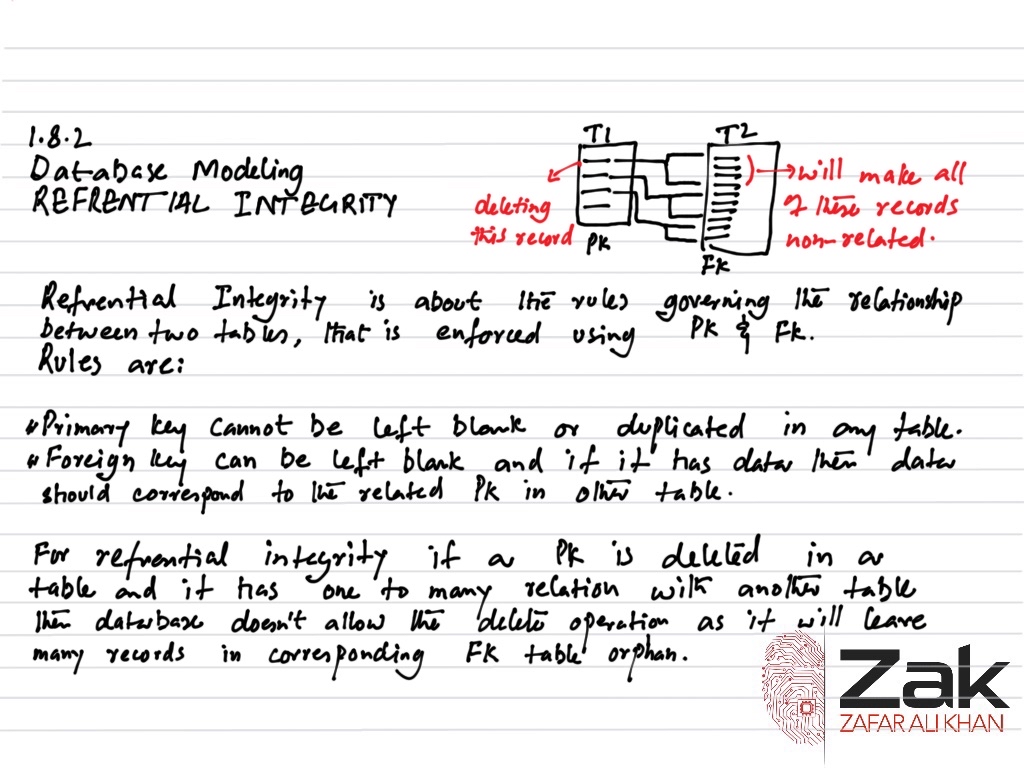 1.8.2
Database Modeling
REFRENTIAL INTEGRITY
T1
T2
deleting
this record
PK
FK
will make all
of these records
non-related.
Refrential Integrity is about the rules governing the relationship
between two tables, that is enforced using PK & FK.
Rules are:
*Primary key cannot be left blank or duplicated in any table.
*Foreign key can be left blank and if it has data then data
should correspond to the related PK in other table.
For refrential integrity if a PK is deleted in a
table and it has one to many relation with another table
then database doesn't allow the delete operation as it will leave
many records in corresponding FK table orphan.
Zak
ZAFAR ALI KHAN